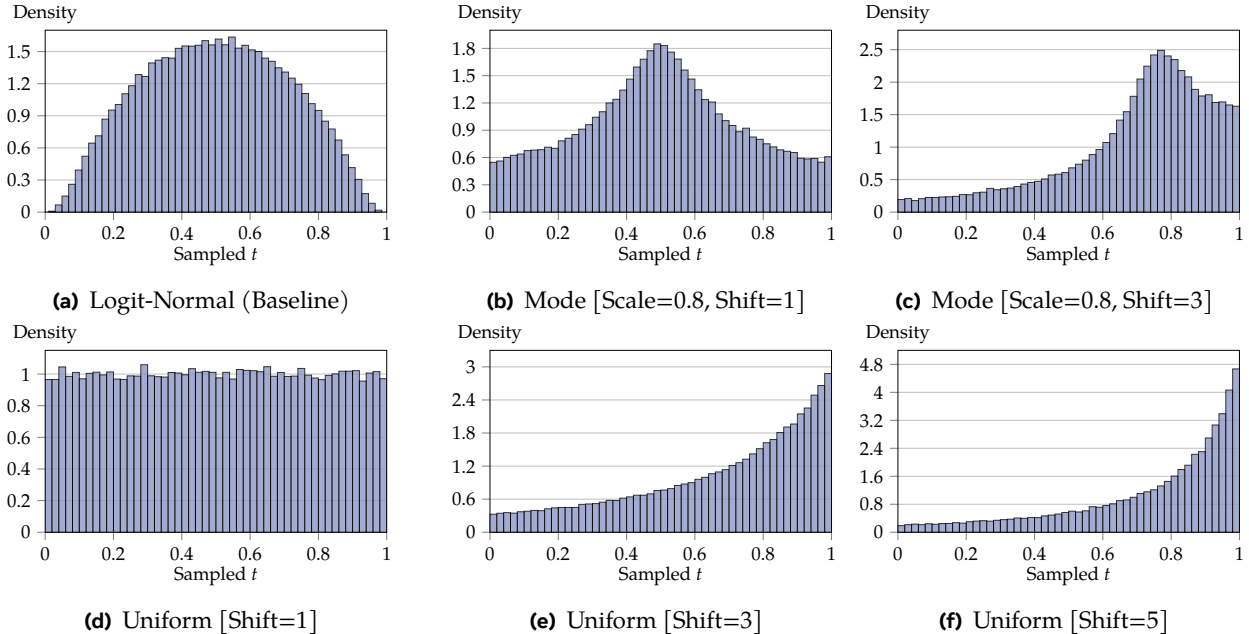 Density
1.5
1.2
0.9
0.6
0.3
0
0 0.2 0.4 0.6 0.8 1
Sampled t
(a) Logit-Normal (Baseline)
Density
1.8
1.5
1.2
0.9
0.6
0.3
0
0 0.2 0.4 0.6 0.8 1
Sampled t
(b) Mode [Scale=0.8, Shift=1]
Density
2.5
2
1.5
1
0.5
0
0 0.2 0.4 0.6 0.8 1
Sampled t
(c) Mode [Scale=0.8, Shift=3]
Density
1
0.8
0.6
0.4
0.2
0
0 0.2 0.4 0.6 0.8 1
Sampled t
(d) Uniform [Shift=1]
Density
3
2.4
1.8
1.2
0.6
0
0 0.2 0.4 0.6 0.8 1
Sampled t
(e) Uniform [Shift=3]
Density
4.8
4
3.2
2.4
1.6
0.8
0
0 0.2 0.4 0.6 0.8 1
Sampled t
(f) Uniform [Shift=5]